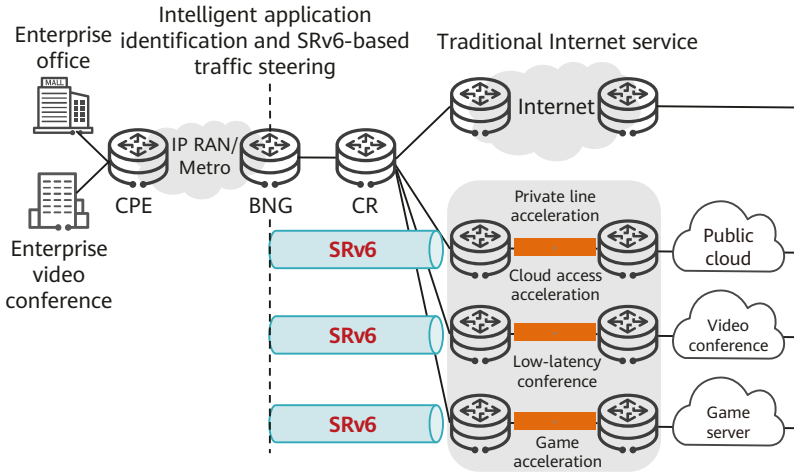 Enterprise
office
Intelligent application
identification and SRv6-based
traffic steering
Traditional Internet service
MALL
Internet
IP RAN/
Metro
CPE
BNG
CR
Enterprise
video
conference
Private line
acceleration
SRv6
Cloud access
acceleration
Public
cloud
SRv6
Low-latency
conference
Video
conference
SRv6
Game
acceleration
Game
server